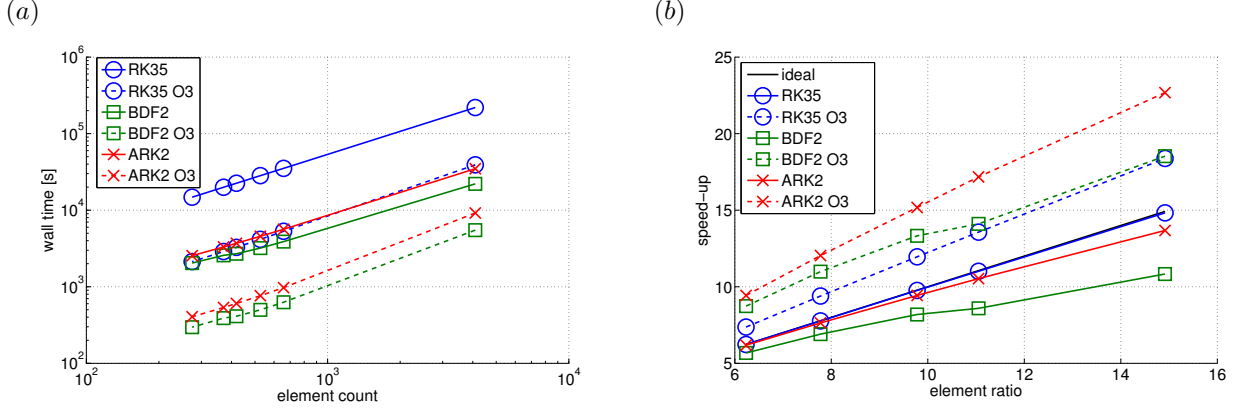 (a)
10^6
10^5
10^4
10^3
10^2
wall time [s]
RK35
RK35 O3
BDF2
BDF2 O3
ARK2
ARK2 O3
10^2
10^3
10^4
element count
(b)
25
20
15
10
5
speed-up
ideal
RK35
RK35 O3
BDF2
BDF2 O3
ARK2
ARK2 O3
6
8
10
12
14
16
element ratio